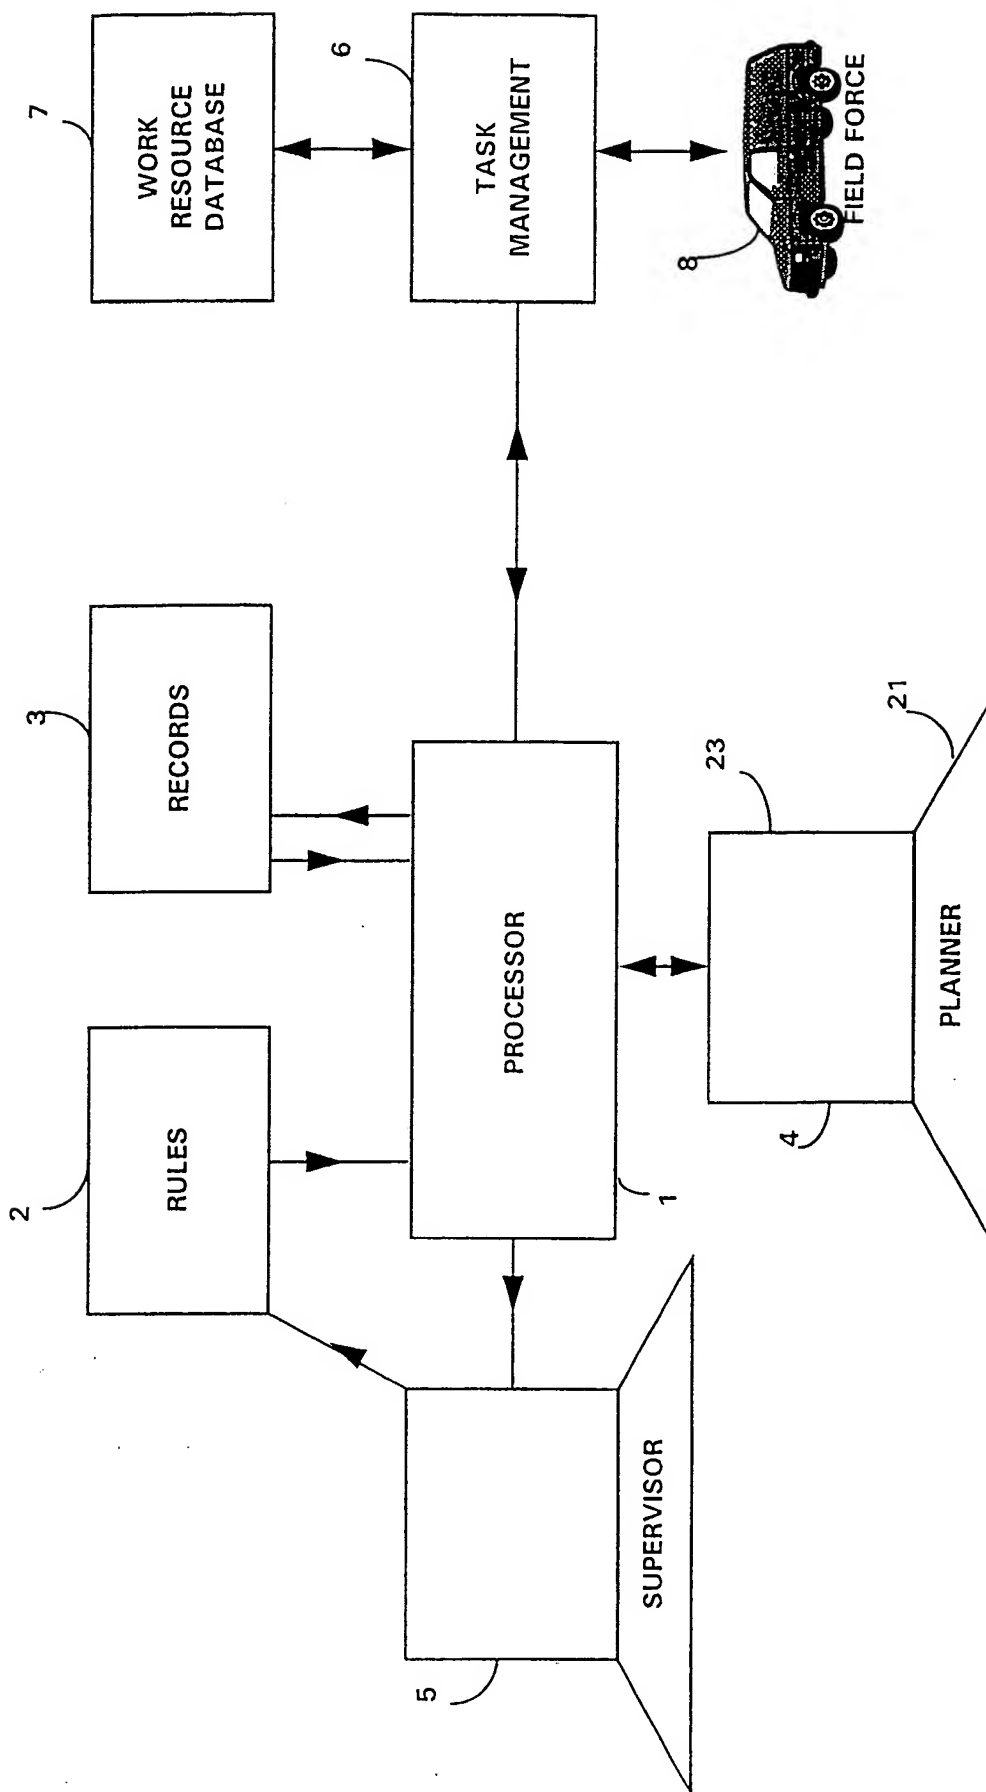 7
WORK
RESOURCE
DATABASE
6
TASK
MANAGEMENT
8
FIELD FORCE
3
RECORDS
2
RULES
PROCESSOR
1
23
21
4
PLANNER
5
SUPERVISOR